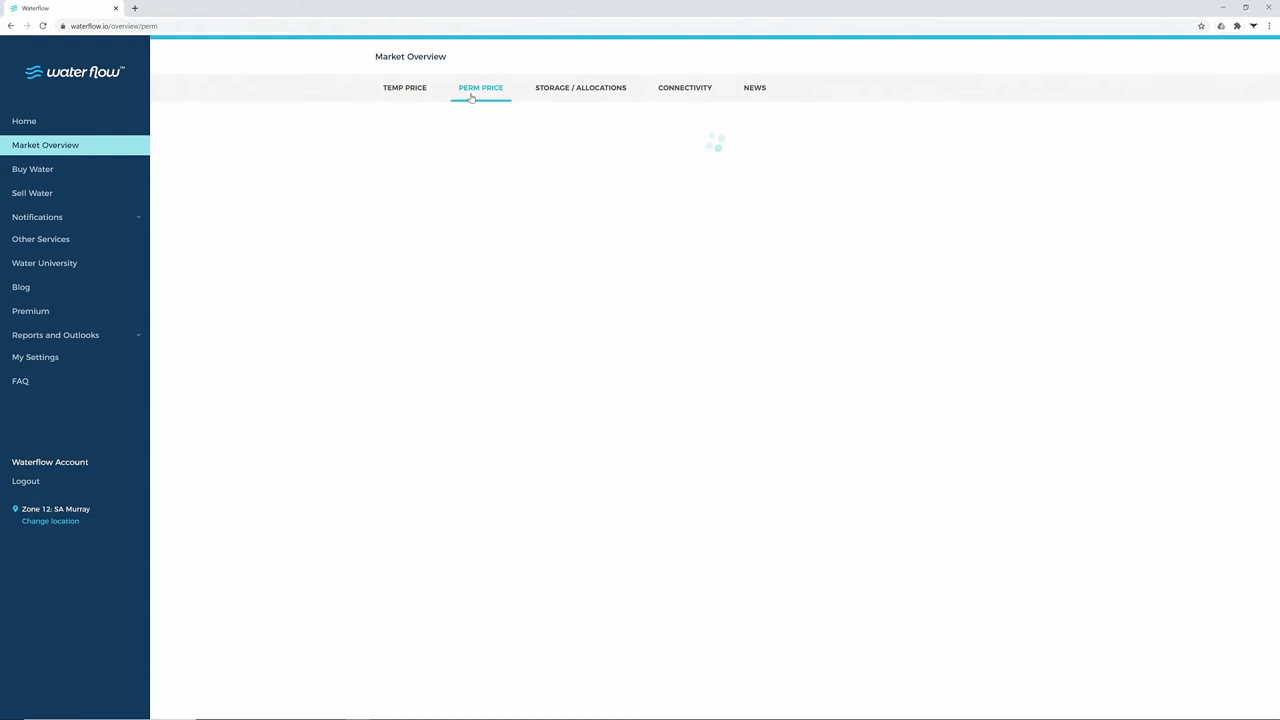 Waterflow
waterflow.io/overview/perm
water flow™
Home
Market Overview
Buy Water
Sell Water
Notifications
Other Services
Water University
Blog
Premium
Reports and Outlooks
My Settings
FAQ
Waterflow Account
Logout
Zone 12: SA Murray
Change location
Market Overview
TEMP PRICE
PERM PRICE
STORAGE / ALLOCATIONS
CONNECTIVITY
NEWS